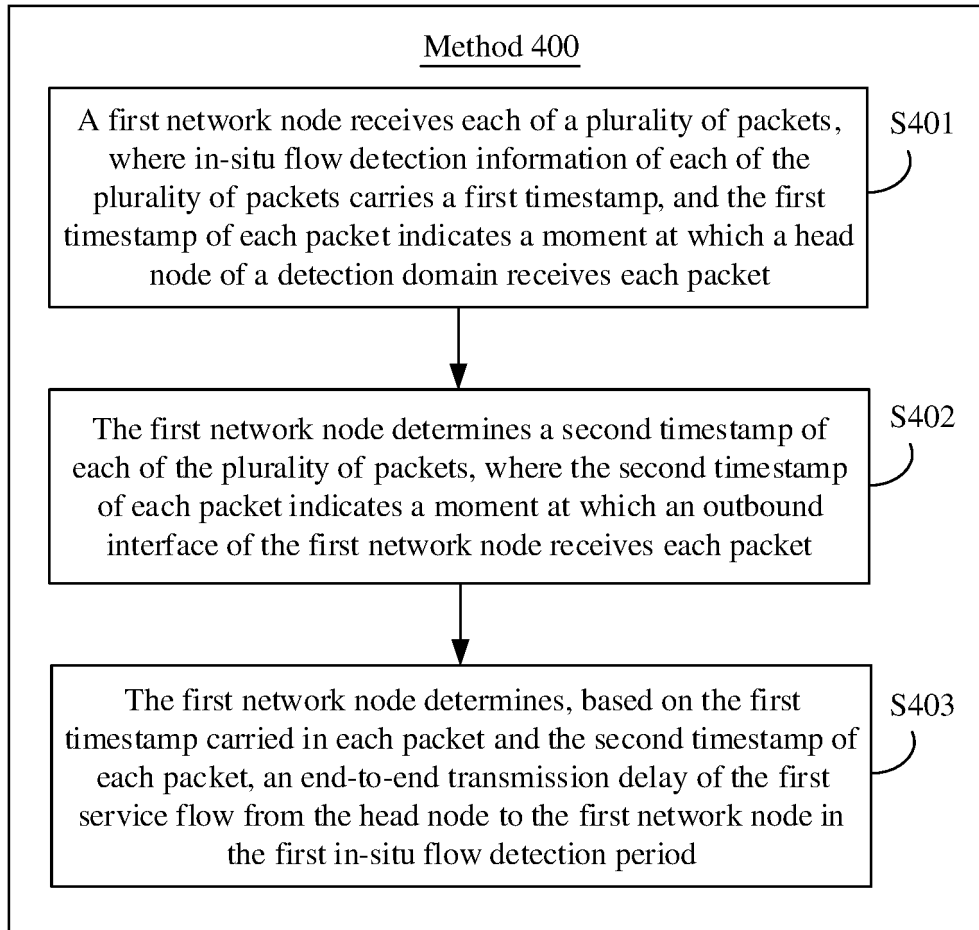 Method 400
A first network node receives each of a plurality of packets,
where in-situ flow detection information of each of the
plurality of packets carries a first timestamp, and the first
timestamp of each packet indicates a moment at which a head
node of a detection domain receives each packet
S401
The first network node determines a second timestamp of
each of the plurality of packets, where the second timestamp
of each packet indicates a moment at which an outbound
interface of the first network node receives each packet
S402
The first network node determines, based on the first
timestamp carried in each packet and the second timestamp of
each packet, an end-to-end transmission delay of the first
service flow from the head node to the first network node in
the first in-situ flow detection period
S403